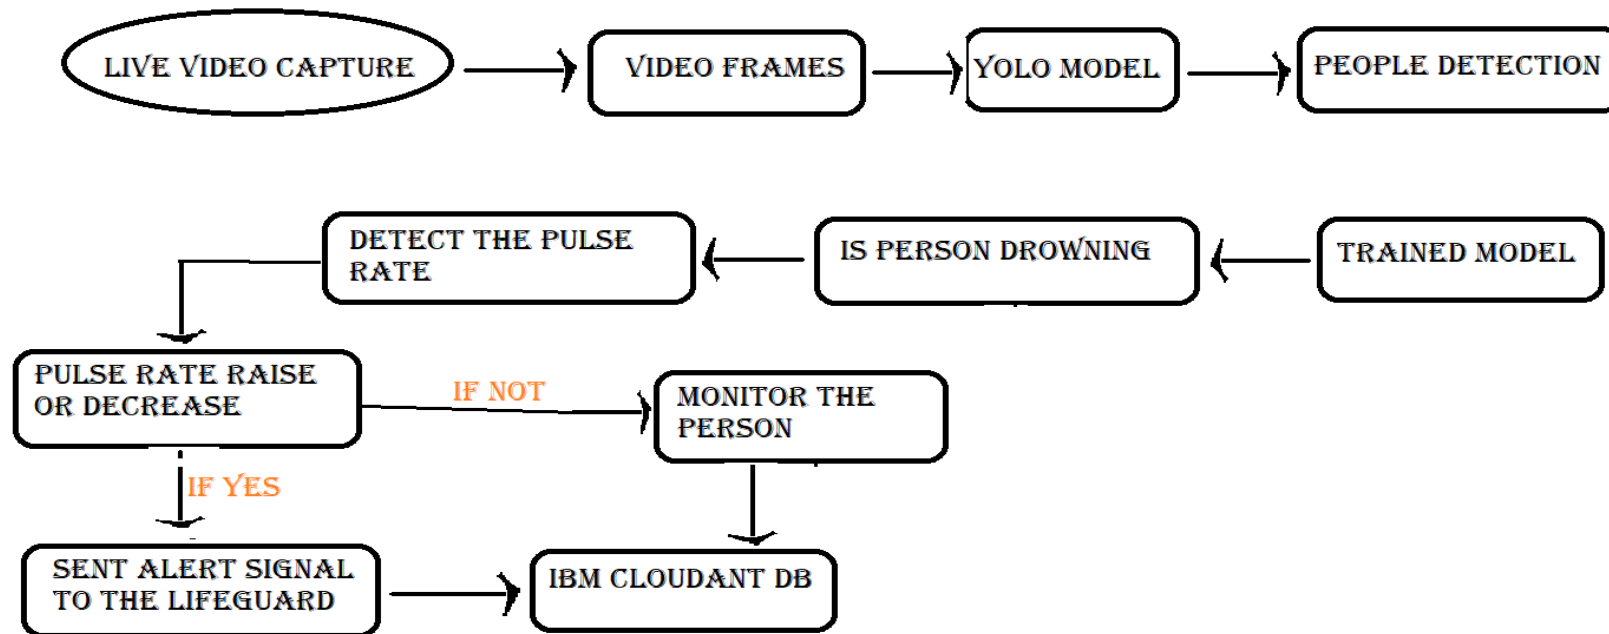 LIVE VIDEO CAPTURE
VIDEO FRAMES
YOLO MODEL
PEOPLE DETECTION
TRAINED MODEL
IS PERSON DROWNING
DETECT THE PULSE
RATE
PULSE RATE RAISE
OR DECREASE
IF NOT
MONITOR THE
PERSON
IF YES
SENT ALERT SIGNAL
TO THE LIFEGUARD
IBM CLOUDANT DB